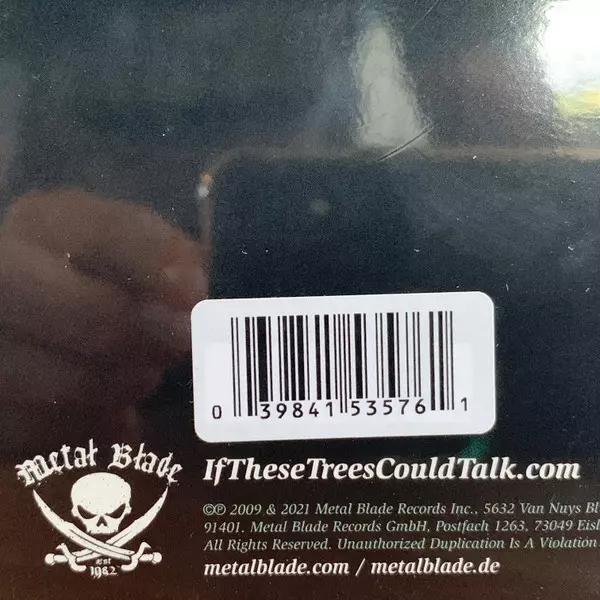 0 39841 53576 1
Metal Blade
Est
1982
IfTheseTreesCouldTalk.com
©℗ 2009 & 2021 Metal Blade Records Inc., 5632 Van Nuys Bl
91401. Metal Blade Records GmbH, Postfach 1263, 73049 Eisl
All Rights Reserved. Unauthorized Duplication Is A Violation
metalblade.com / metalblade.de